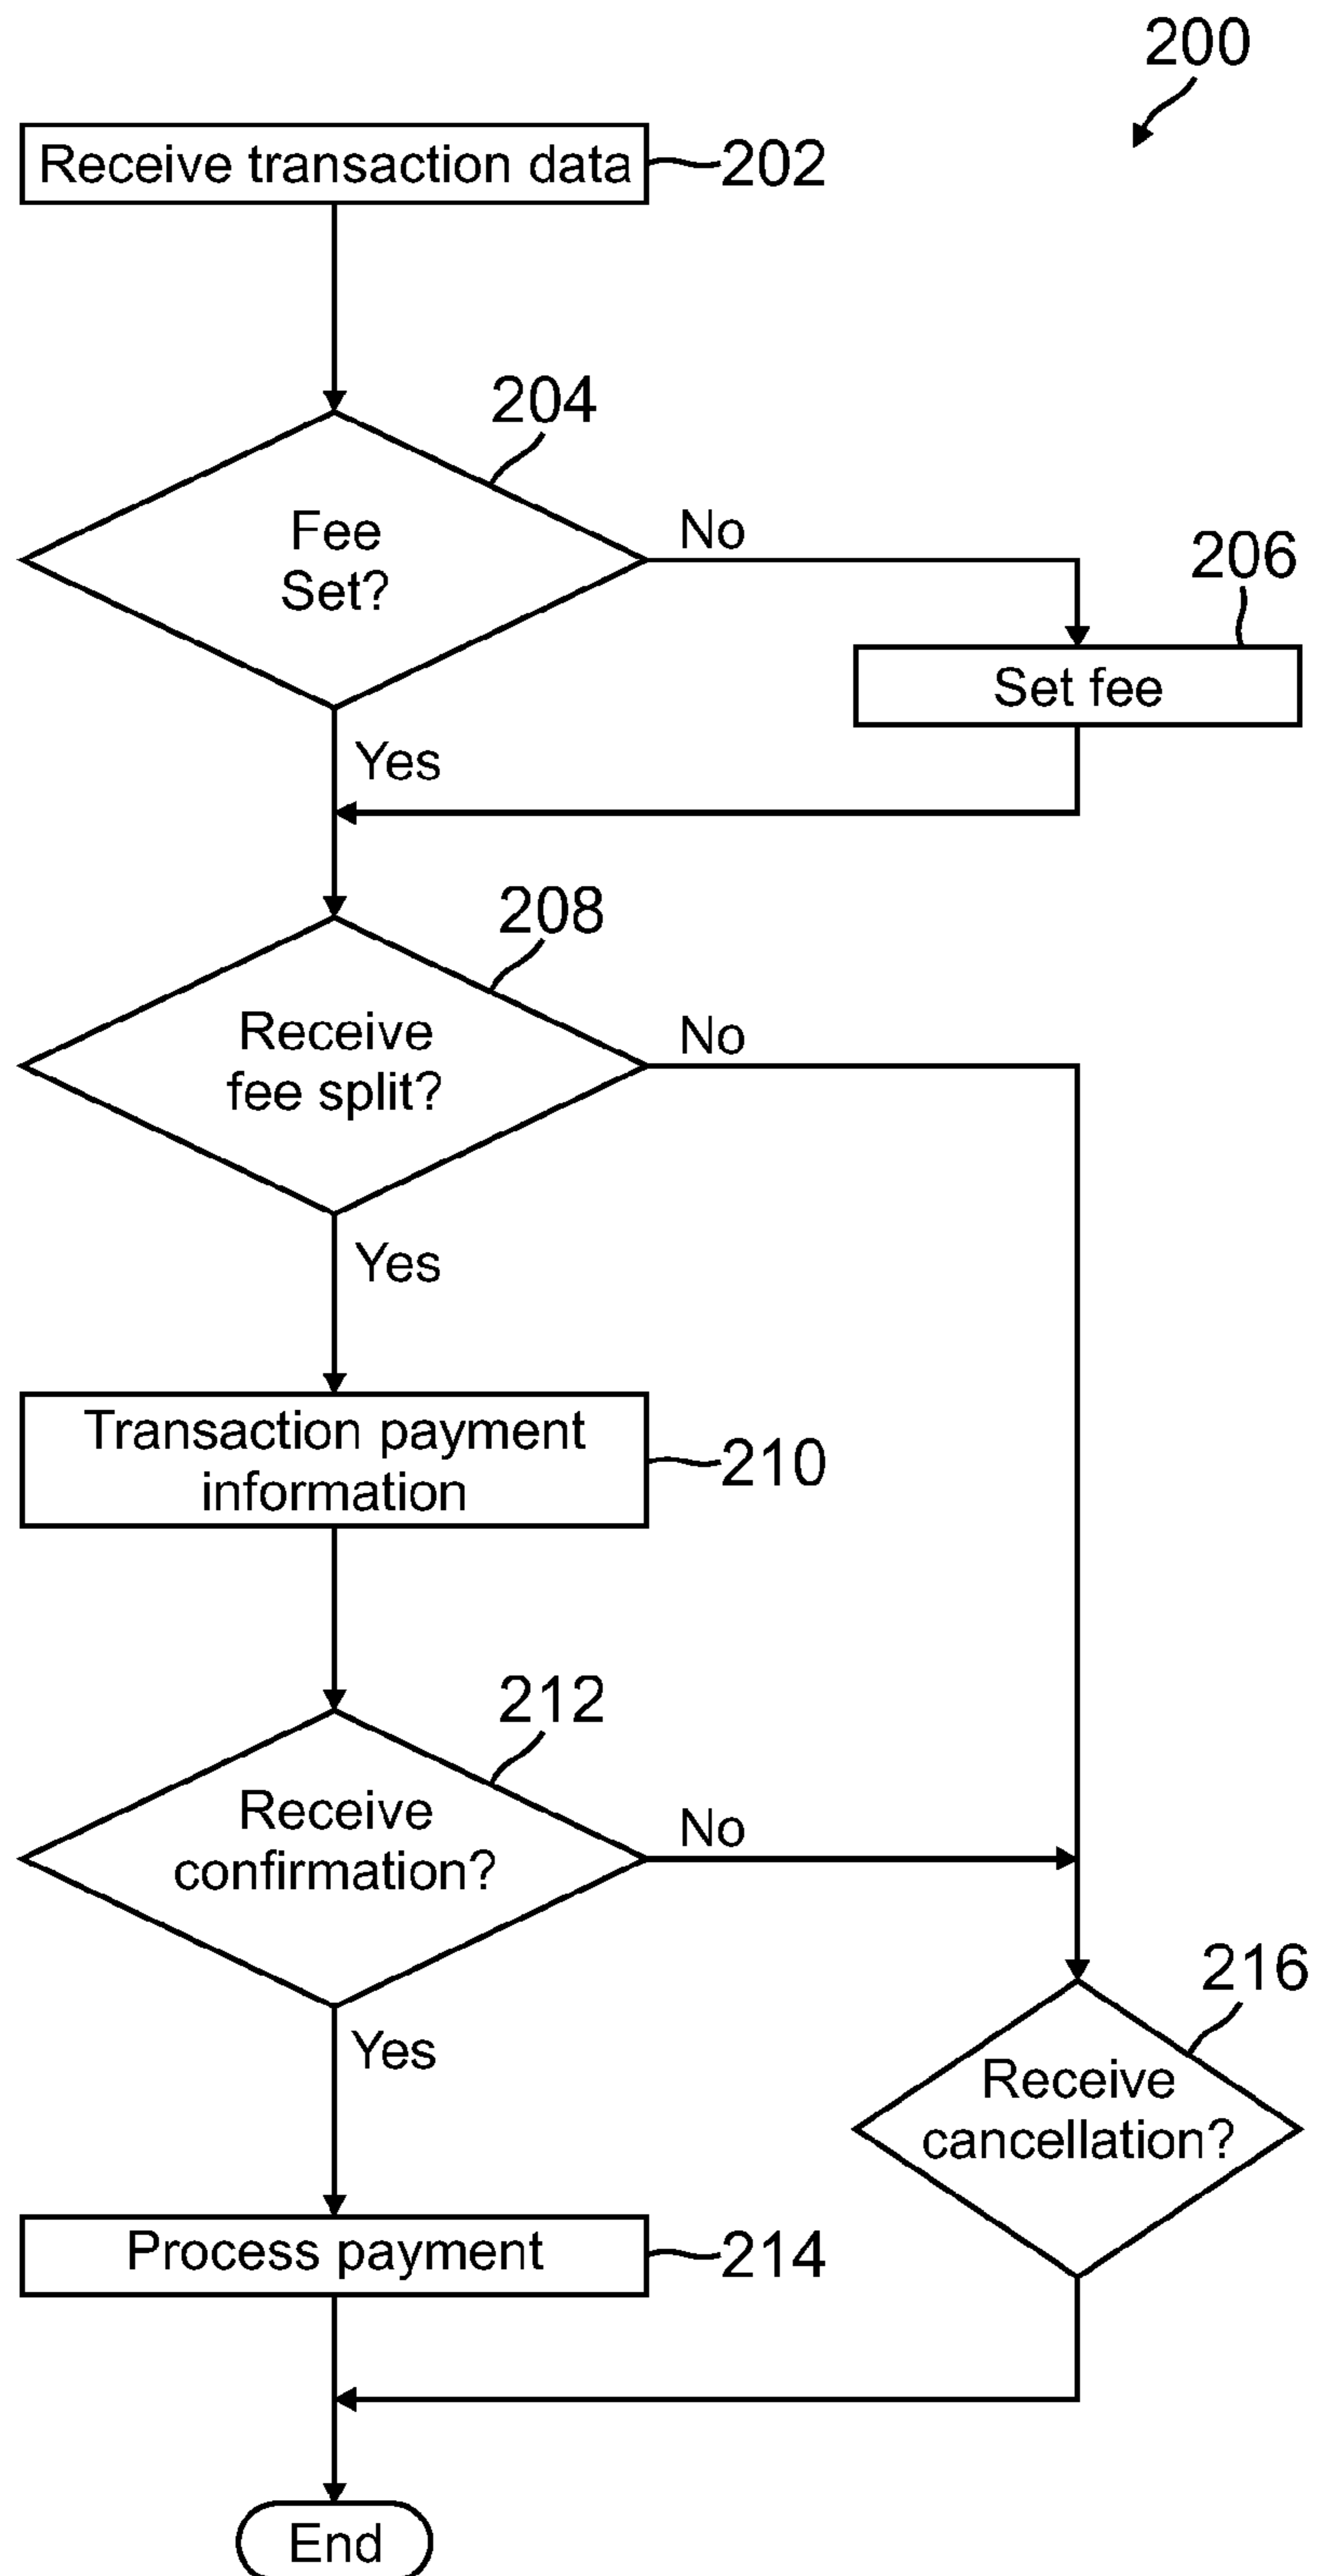 200
Receive transaction data
202
204
Fee
Set?
No
206
Set fee
Yes
208
Receive
fee split?
No
Yes
Transaction payment
information
210
212
Receive
confirmation?
No
216
Yes
Receive
cancellation?
Process payment
214
End